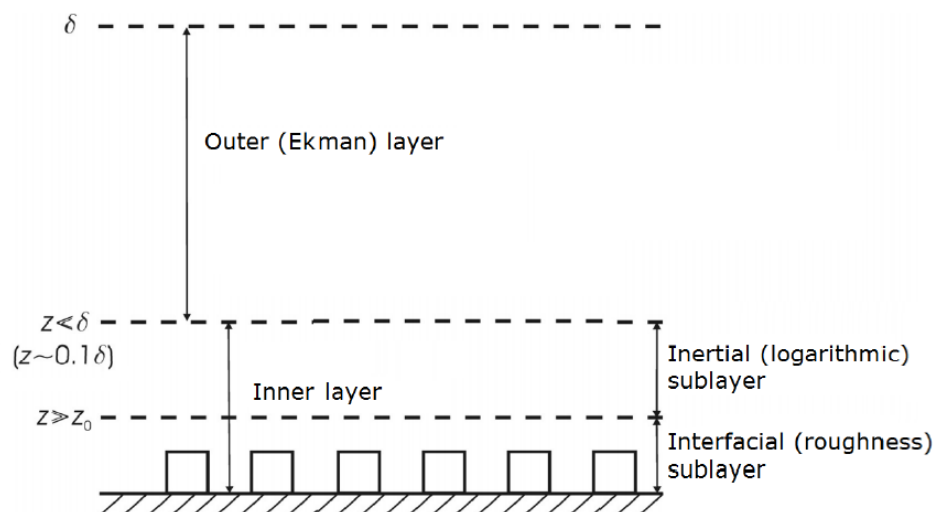 δ
Outer (Ekman) layer
z≪δ
(z~0.1δ)
Inertial (logarithmic)
sublayer
Inner layer
z≫z₀
Interfacial (roughness)
sublayer